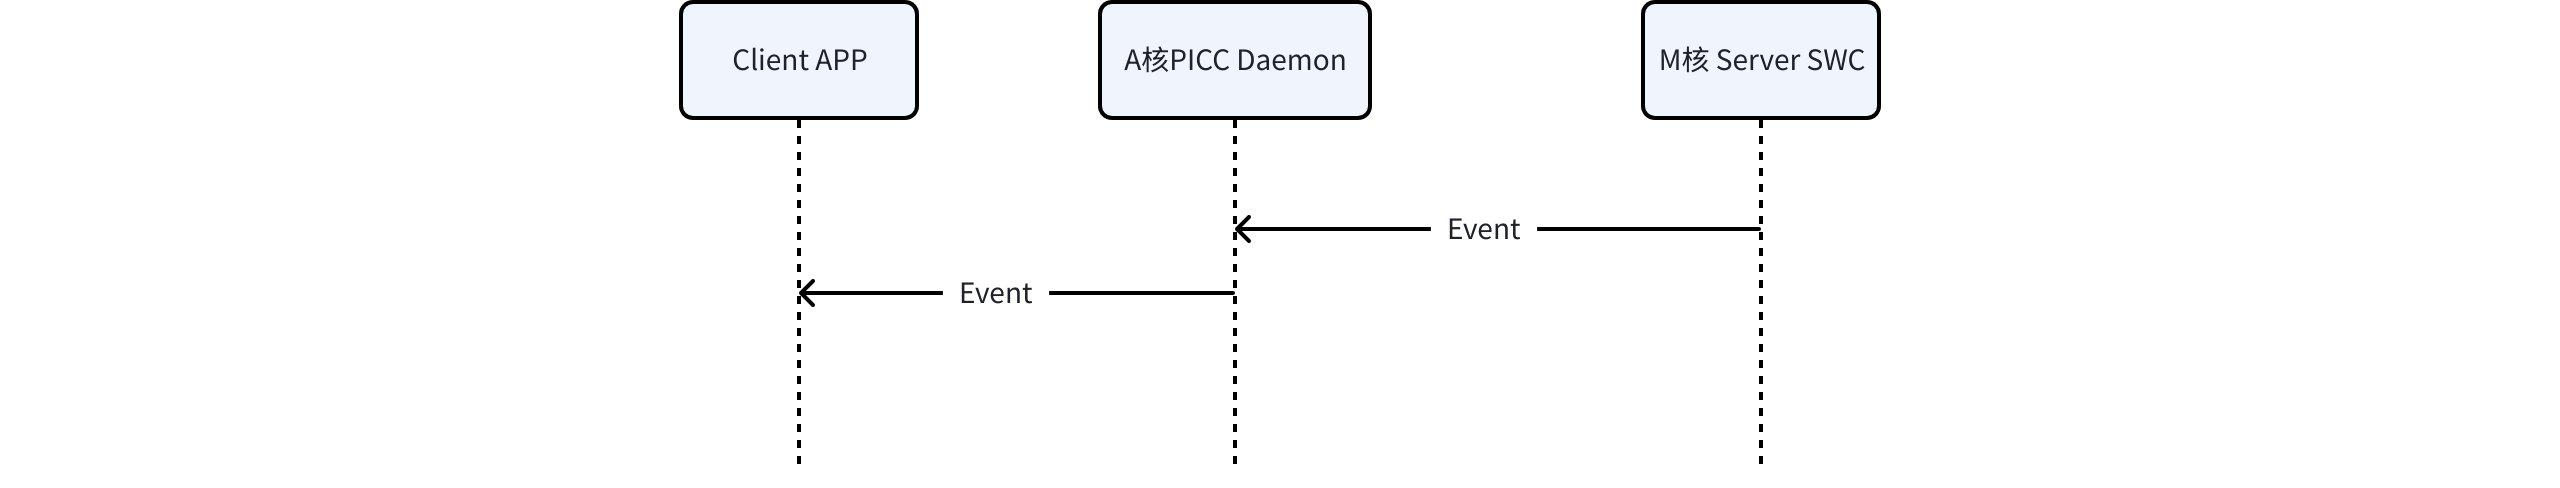 Client APP
A核PICC Daemon
M核 Server SWC
Event
Event